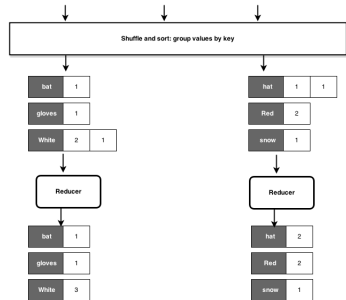 Shuffle and sort: group values by key
bat 1
hat 1 1
gloves 1
Red 2
White 2 1
snow 1
Reducer
Reducer
bat 1
hat 2
gloves 1
Red 2
White 3
snow 1